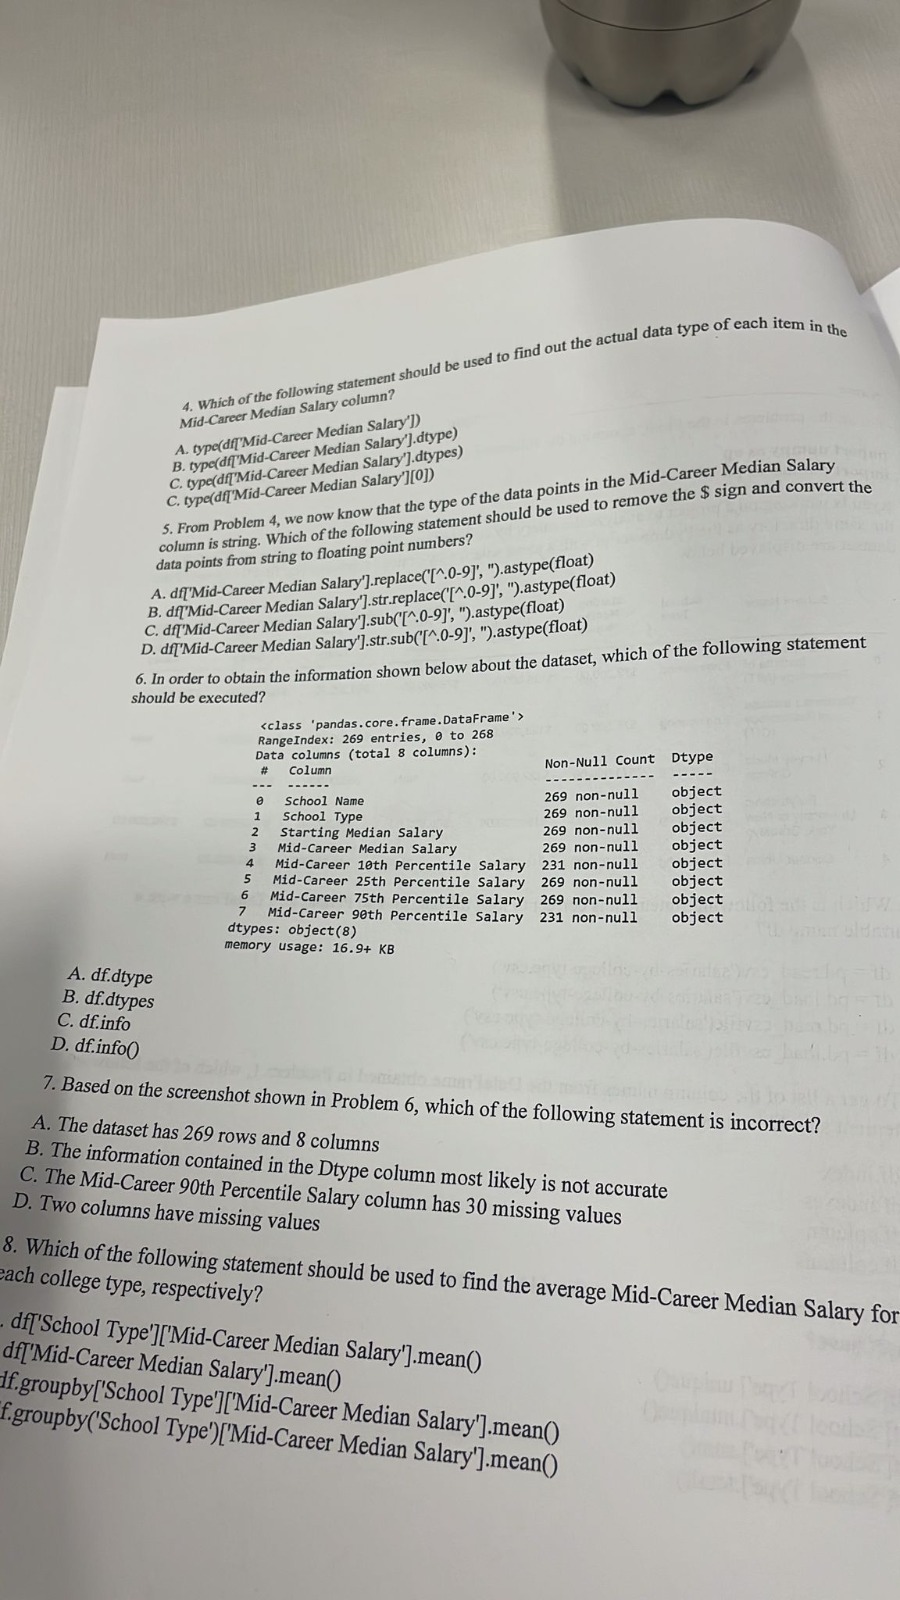 4. Which of the following statement should be used to find out the actual data type of each item in the
Mid-Career Median Salary column?
A. type(df['Mid-Career Median Salary'])
B. type(df['Mid-Career Median Salary'].dtype)
C. type(df['Mid-Career Median Salary'].dtypes)
C. type(df['Mid-Career Median Salary'][0])
5. From Problem 4, we now know that the type of the data points in the Mid-Career Median Salary
column is string. Which of the following statement should be used to remove the $ sign and convert the
data points from string to floating point numbers?
A. df['Mid-Career Median Salary'].replace('[^.0-9]', '').astype(float)
B. df['Mid-Career Median Salary'].str.replace('[^.0-9]', '').astype(float)
C. df['Mid-Career Median Salary'].sub('[^.0-9]', '').astype(float)
D. df['Mid-Career Median Salary'].str.sub('[^.0-9]', '').astype(float)
6. In order to obtain the information shown below about the dataset, which of the following statement
should be executed?
<class 'pandas.core.frame.DataFrame'>
RangeIndex: 269 entries, 0 to 268
Data columns (total 8 columns):
# Column Non-Null Count Dtype
--- ------ -------------- -----
0 School Name 269 non-null object
1 School Type 269 non-null object
2 Starting Median Salary 269 non-null object
3 Mid-Career Median Salary 269 non-null object
4 Mid-Career 10th Percentile Salary 231 non-null object
5 Mid-Career 25th Percentile Salary 269 non-null object
6 Mid-Career 75th Percentile Salary 269 non-null object
7 Mid-Career 90th Percentile Salary 231 non-null object
dtypes: object(8)
memory usage: 16.9+ KB
A. df.dtype
B. df.dtypes
C. df.info
D. df.info()
7. Based on the screenshot shown in Problem 6, which of the following statement is incorrect?
A. The dataset has 269 rows and 8 columns
B. The information contained in the Dtype column most likely is not accurate
C. The Mid-Career 90th Percentile Salary column has 30 missing values
D. Two columns have missing values
8. Which of the following statement should be used to find the average Mid-Career Median Salary for
each college type, respectively?
. df['School Type']['Mid-Career Median Salary'].mean()
df['Mid-Career Median Salary'].mean()
df.groupby['School Type']['Mid-Career Median Salary'].mean()
f.groupby('School Type')['Mid-Career Median Salary'].mean()